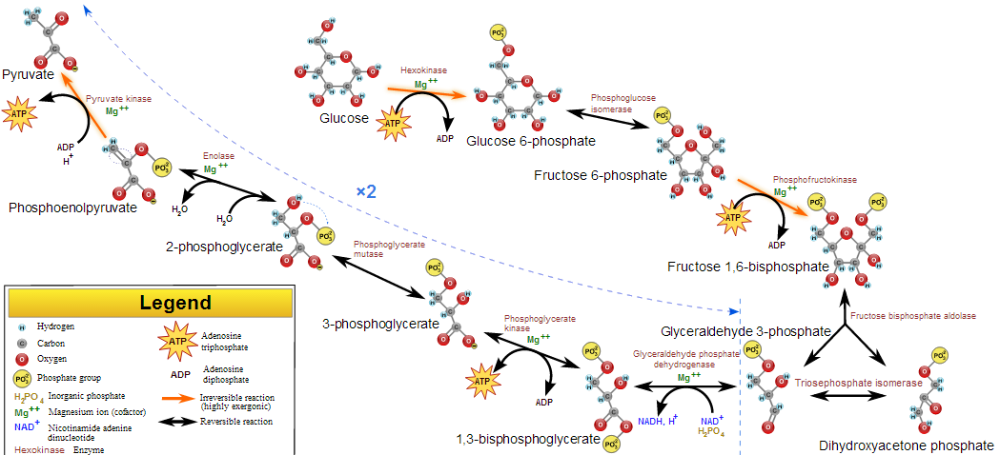 Pyruvate
Pyruvate kinase
Mg++
ATP
ADP
H+
Phosphoenolpyruvate
Enolase
Mg++
H2O
H2O
2-phosphoglycerate
×2
Phosphoglycerate
mutase
3-phosphoglycerate
Glucose
Hexokinase
Mg++
ATP
ADP
Glucose 6-phosphate
Phosphoglucose
isomerase
Fructose 6-phosphate
Phosphofructokinase
Mg++
ATP
ADP
Fructose 1,6-bisphosphate
Fructose bisphosphate aldolase
Glyceraldehyde 3-phosphate
Triosephosphate isomerase
Dihydroxyacetone phosphate
Glyceraldehyde phosphate
dehydrogenase
Mg++
NADH, H+
NAD+
H2PO4
Phosphoglycerate
kinase
Mg++
ATP
ADP
1,3-bisphosphoglycerate
Legend
H Hydrogen
C Carbon
O Oxygen
PO3 2- Phosphate group
H2PO4 Inorganic phosphate
Mg++ Magnesium ion (cofactor)
NAD+ Nicotinamide adenine
dinucleotide
Hexokinase Enzyme
ATP Adenosine
triphosphate
ADP Adenosine
diphosphate
Irreversible reaction
(highly exergonic)
Reversible reaction